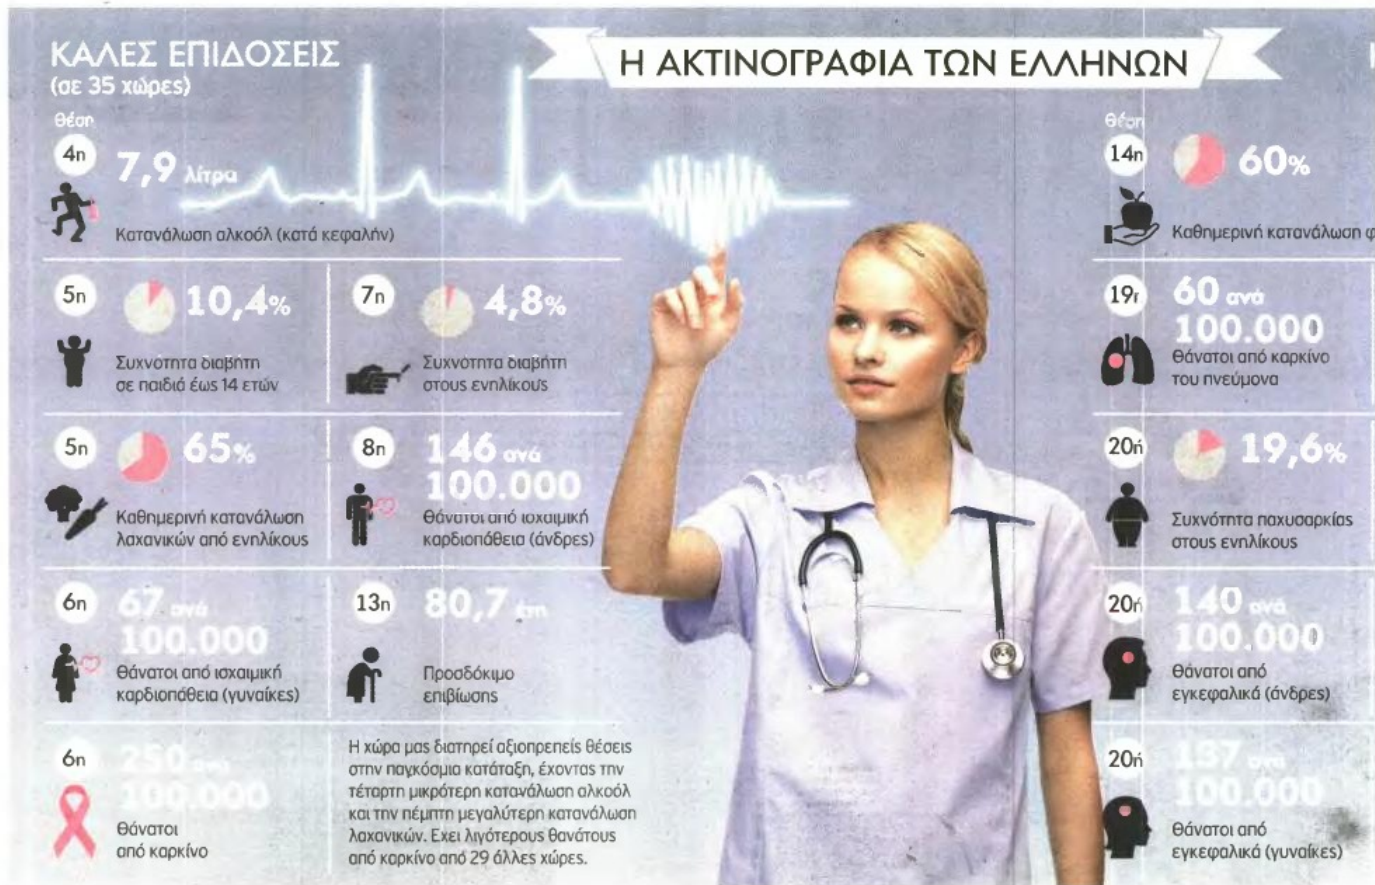 ΚΑΛΕΣ ΕΠΙΔΟΣΕΙΣ
(σε 35 χώρες)
Η ΑΚΤΙΝΟΓΡΑΦΙΑ ΤΩΝ ΕΛΛΗΝΩΝ
θέση
4η
7,9 λίτρα
Κατανάλωση αλκοόλ (κατά κεφαλήν)
5η
10,4%
Συχνότητα διαβήτη
σε παιδιά έως 14 ετών
7η
4,8%
Συχνότητα διαβήτη
στους ενηλίκους
5η
65%
Καθημερινή κατανάλωση
λαχανικών από ενηλίκους
8η
146 ανά
100.000
Θάνατοι από ισχαιμική
καρδιοπάθεια (άνδρες)
6η
67 ανά
100.000
Θάνατοι από ισχαιμική
καρδιοπάθεια (γυναίκες)
13η
80,7 έτη
Προσδόκιμο
επιβίωσης
6η
250 ανά
100.000
Θάνατοι
από καρκίνο
Η χώρα μας διατηρεί αξιοπρεπείς θέσεις
στην παγκόσμια κατάταξη, έχοντας την
τέταρτη μικρότερη κατανάλωση αλκοόλ
και την πέμπτη μεγαλύτερη κατανάλωση
λαχανικών. Εχει λιγότερους θανάτους
από καρκίνο από 29 άλλες χώρες.
θέση
14η
60%
Καθημερινή κατανάλωση
19η
60 ανά
100.000
Θάνατοι από καρκίνο
του πνεύμονα
20ή
19,6%
Συχνότητα παχυσαρκίας
στους ενηλίκους
20ή
140 ανά
100.000
Θάνατοι από
εγκεφαλικά (άνδρες)
20ή
137 ανά
100.000
Θάνατοι από
εγκεφαλικά (γυναίκες)